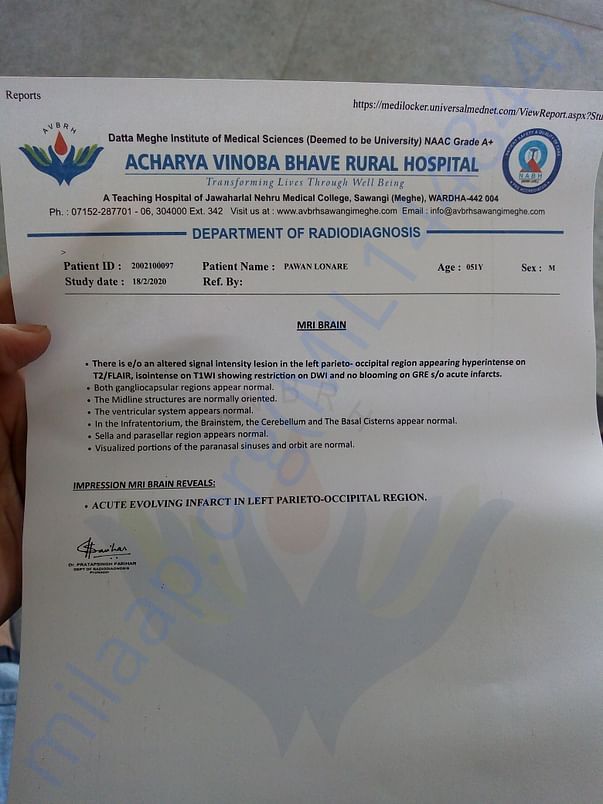 Reports
https://medilocker.universalmednet.com/ViewReport.aspx?Stu
AVBRH
Datta Meghe Institute of Medical Sciences (Deemed to be University) NAAC Grade A+
ACHARYA VINOBA BHAVE RURAL HOSPITAL
Transforming Lives Through Well Being
A Teaching Hospital of Jawaharlal Nehru Medical College, Sawangi (Meghe), WARDHA-442 004
Ph. : 07152-287701 - 06, 304000 Ext. 342 Visit us at : www.avbrhsawangimeghe.com Email : info@avbrhsawangimeghe.com
NABH
DEPARTMENT OF RADIODIAGNOSIS
>
Patient ID : 2002100097 Patient Name : PAWAN LONARE Age : 051Y Sex : M
Study date : 18/2/2020 Ref. By:
MRI BRAIN
• There is e/o an altered signal intensity lesion in the left parieto- occipital region appearing hyperintense on
T2/FLAIR, isointense on T1WI showing restriction on DWI and no blooming on GRE s/o acute infarcts.
• Both gangliocapsular regions appear normal.
• The Midline structures are normally oriented.
• The ventricular system appears normal.
• In the Infratentorium, the Brainstem, the Cerebellum and The Basal Cisterns appear normal.
• Sella and parasellar region appears normal.
• Visualized portions of the paranasal sinuses and orbit are normal.
IMPRESSION MRI BRAIN REVEALS:
• ACUTE EVOLVING INFARCT IN LEFT PARIETO-OCCIPITAL REGION.
Dr. PRATAPSINGH PARIHAR
DEPT OF RADIODIAGNOSIS